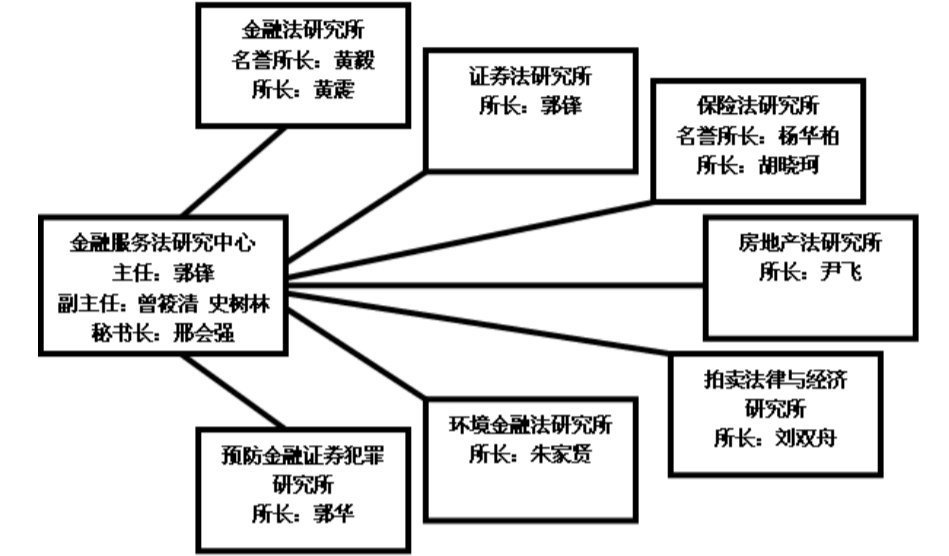 金融法研究所
名誉所长：黄毅
所长：黄震
证券法研究所
所长：郭锋
保险法研究所
名誉所长：杨华柏
所长：胡晓珂
金融服务法研究中心
主任：郭锋
副主任：曾筱清 史树林
秘书长：邢会强
房地产法研究所
所长：尹飞
拍卖法律与经济
研究所
所长：刘双舟
环境金融法研究所
所长：朱家贤
预防金融证券犯罪
研究所
所长：郭华